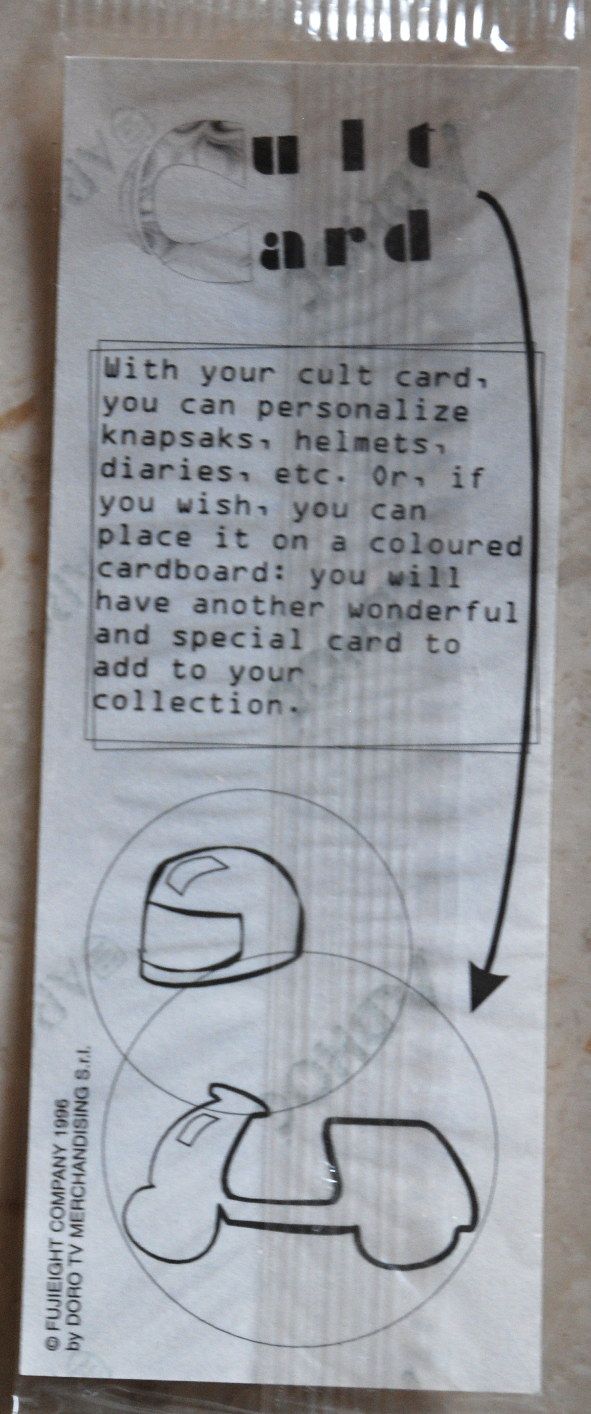 Cult
Card
With your cult card,
you can personalize
knapsaks, helmets,
diaries, etc. Or, if
you wish, you can
place it on a coloured
cardboard: you will
have another wonderful
and special card to
add to your
collection.
© FUJIEIGHT COMPANY 1996
by DORO TV MERCHANDISING S.r.l.